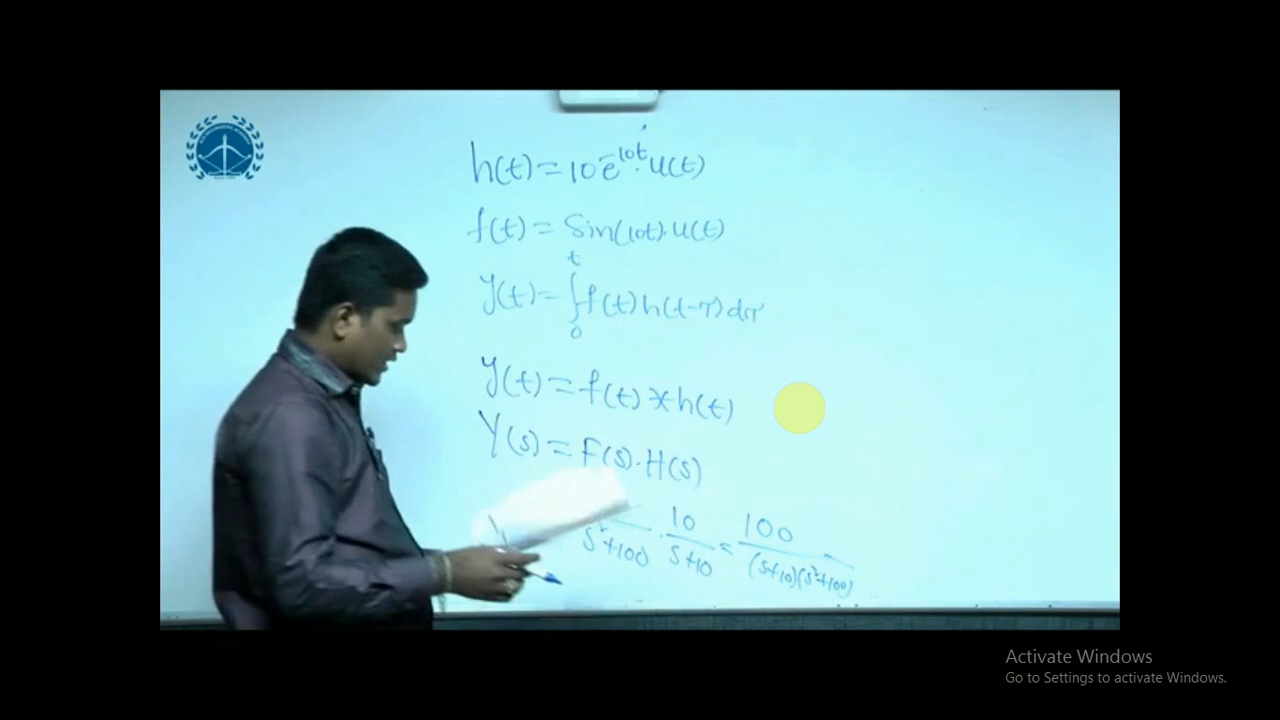 h(t) = 10e^-10t. u(t)
f(t) = Sin(10t). u(t)
y(t) = ∫₀ᵗ f(t) h(t-τ) dτ
y(t) = f(t) * h(t)
Y(s) = F(s). H(s)
/(s²+100) . 10/(s+10) = 100/((s+10)(s²+100))
Activate Windows
Go to Settings to activate Windows.